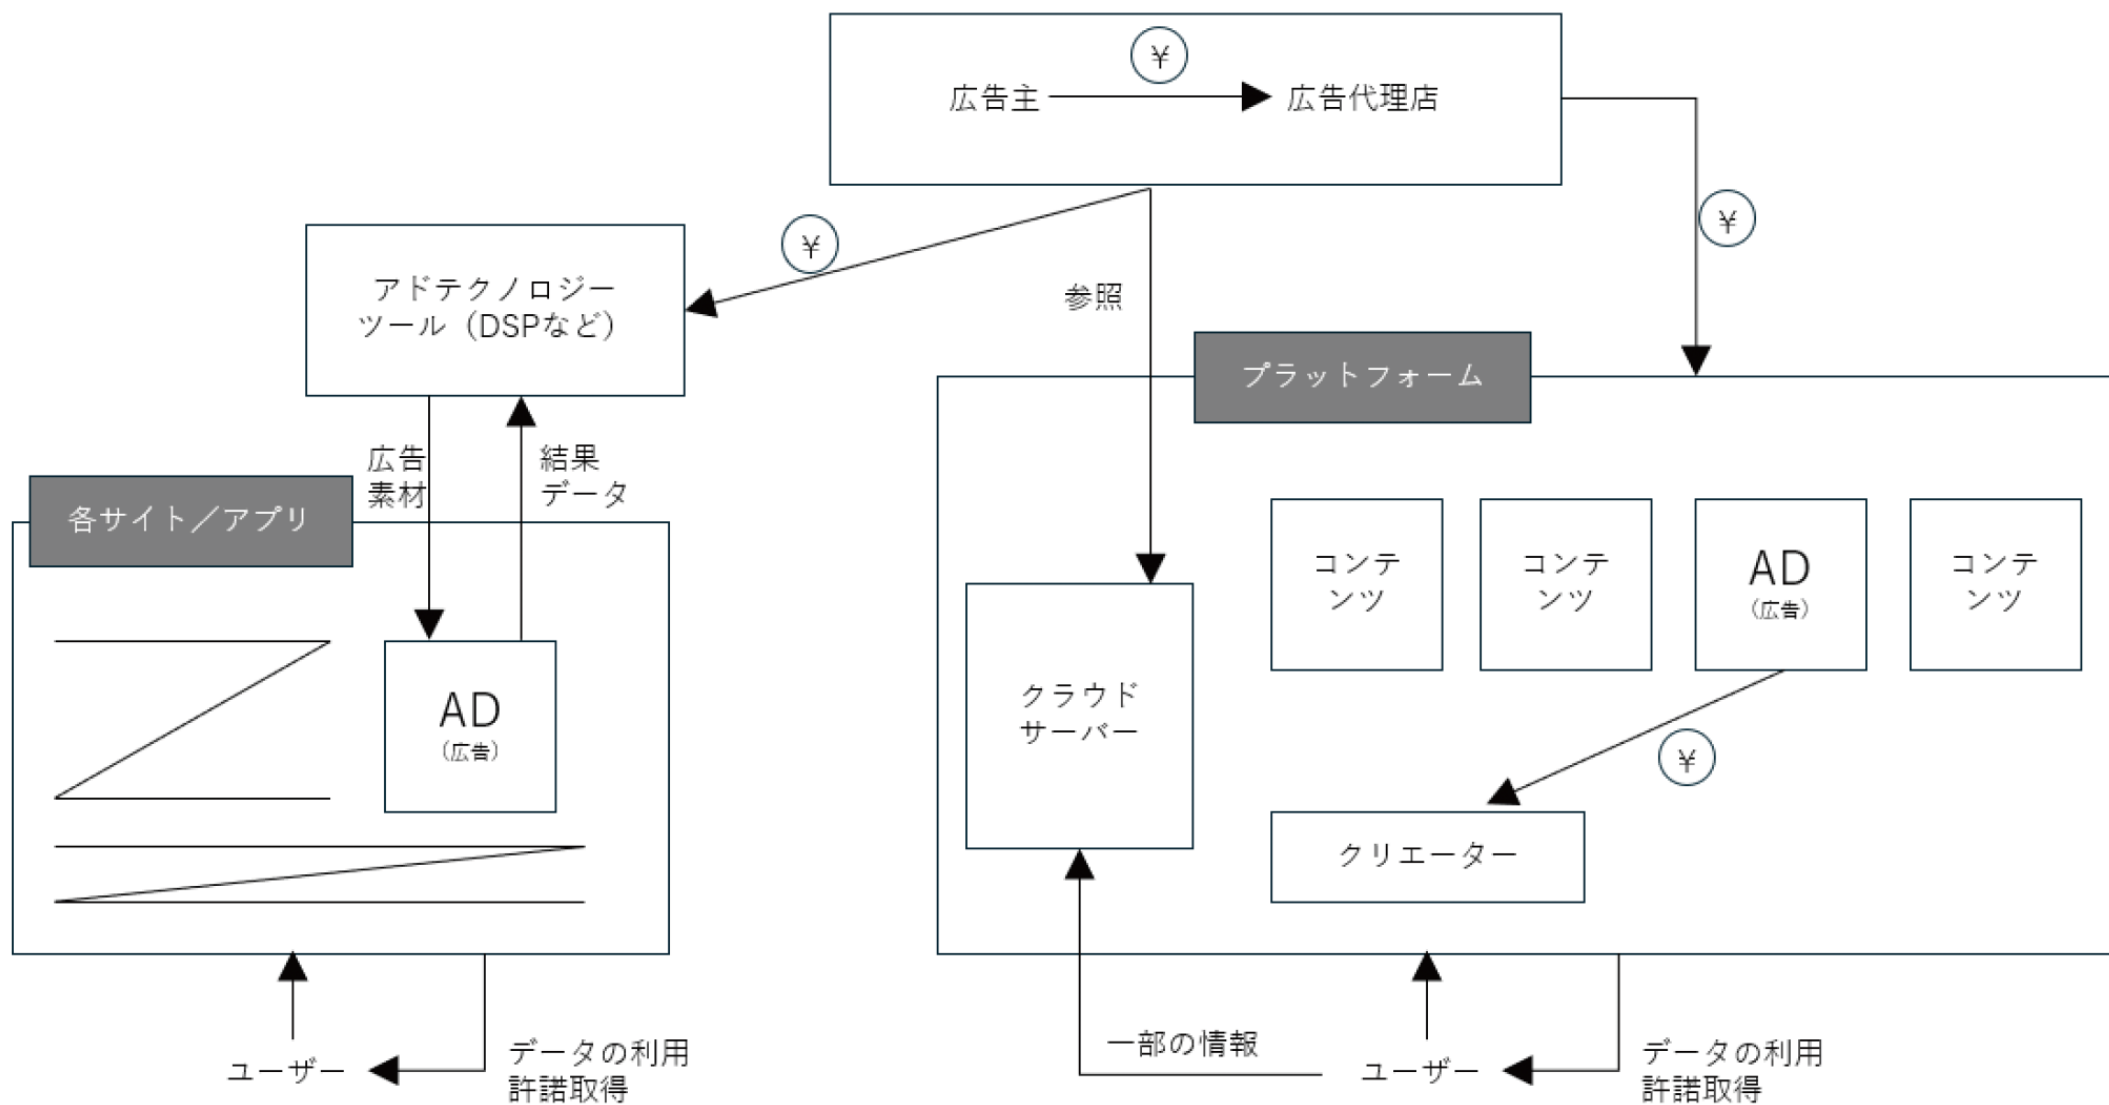 ¥
広告主
広告代理店
¥
¥
アドテクノロジー
ツール（DSPなど）
参照
プラットフォーム
広告
素材
結果
データ
各サイト／アプリ
コンテ
ンツ
コンテ
ンツ
AD
（広告）
コンテ
ンツ
AD
（広告）
クラウド
サーバー
¥
クリエーター
ユーザー
データの利用
許諾取得
一部の情報
ユーザー
データの利用
許諾取得